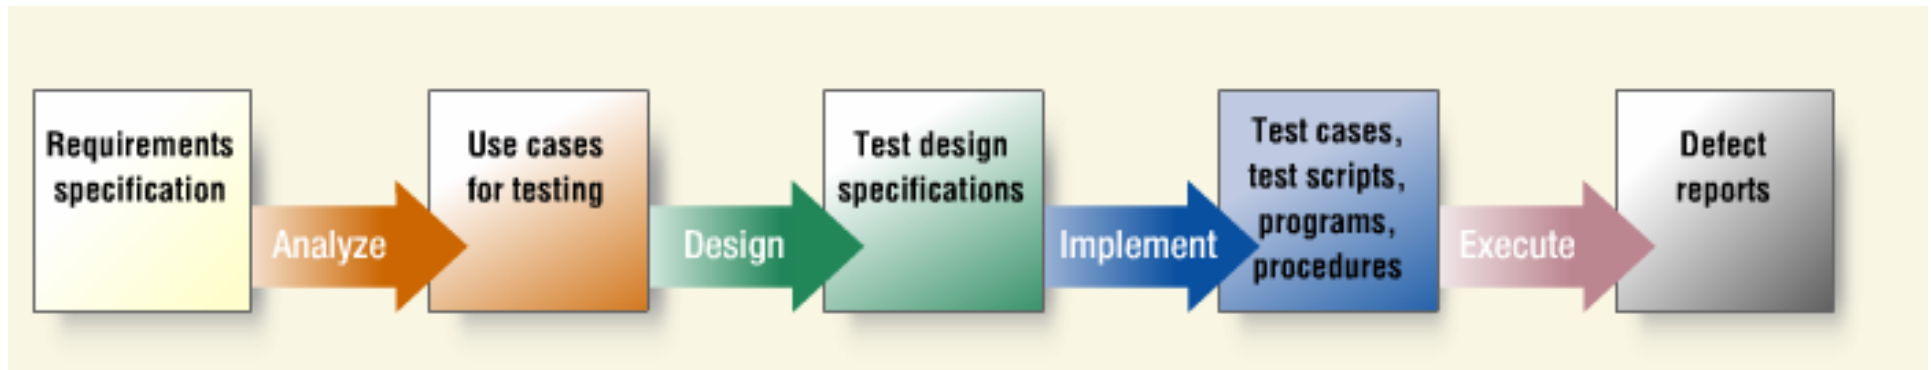 Requirements
specification
Analyze
Use cases
for testing
Design
Test design
specifications
Implement
Test cases,
test scripts,
programs,
procedures
Execute
Defect
reports